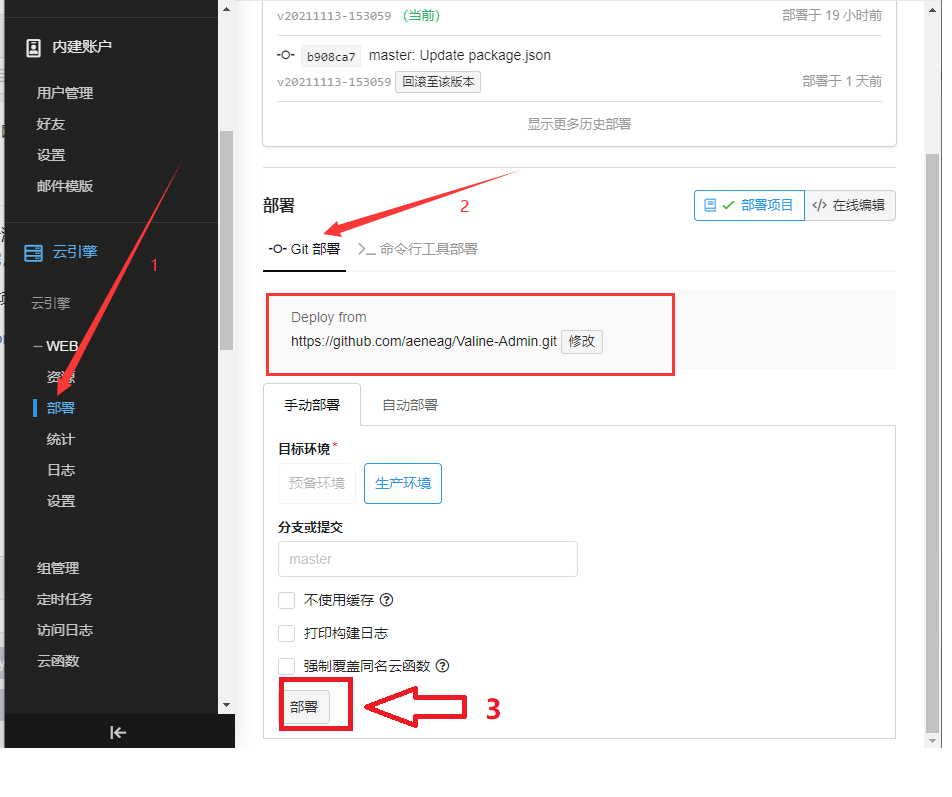 内建账户
用户管理
好友
设置
邮件模版
云引擎
1
云引擎
WEB
资源
部署
统计
日志
设置
组管理
定时任务
访问日志
云函数
v20211113-153059 (当前) 部署于 19 小时前
b908ca7 master: Update package.json
v20211113-153059 回滚至该版本 部署于 1 天前
显示更多历史部署
部署 2 部署项目 </> 在线编辑
Git 部署 >_ 命令行工具部署
Deploy from
https://github.com/aeneag/Valine-Admin.git 修改
手动部署 自动部署
目标环境*
预备环境 生产环境
分支或提交
master
不使用缓存 ?
打印构建日志
强制覆盖同名云函数 ?
部署 3